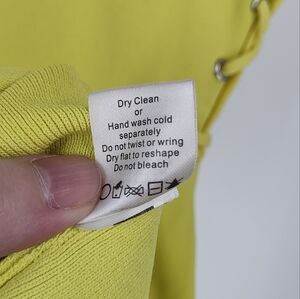 Dry Clean
or
Hand wash cold
separately
Do not twist or wring
Dry flat to reshape
Do not bleach